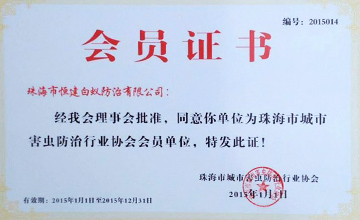 编号：2015014
会员证书
珠海市恒建白蚁防治有限公司：
经我会理事会批准，同意你单位为珠海市城市
害虫防治行业协会会员单位，特发此证！
珠海市城市害虫防治行业协会
2015年1月1日
有效期：2015年1月1日至2015年12月31日